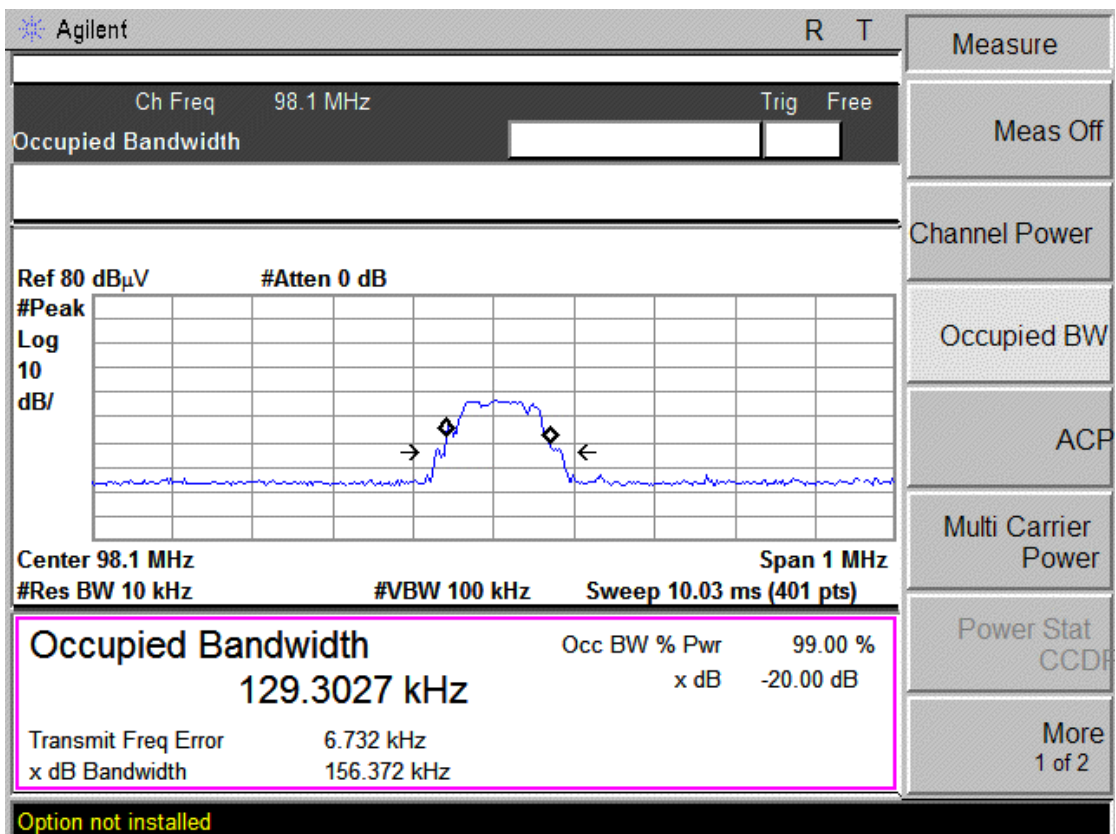 Agilent R T
Measure
Ch Freq 98.1 MHz Trig Free
Occupied Bandwidth
Meas Off
Channel Power
Ref 80 dBμV #Atten 0 dB
#Peak
Log
10
dB/
Occupied BW
ACP
Center 98.1 MHz Span 1 MHz
#Res BW 10 kHz #VBW 100 kHz Sweep 10.03 ms (401 pts)
Multi Carrier
Power
Occupied Bandwidth
129.3027 kHz
Occ BW % Pwr 99.00 %
x dB -20.00 dB
Transmit Freq Error 6.732 kHz
x dB Bandwidth 156.372 kHz
Power Stat
CCDF
More
1 of 2
Option not installed